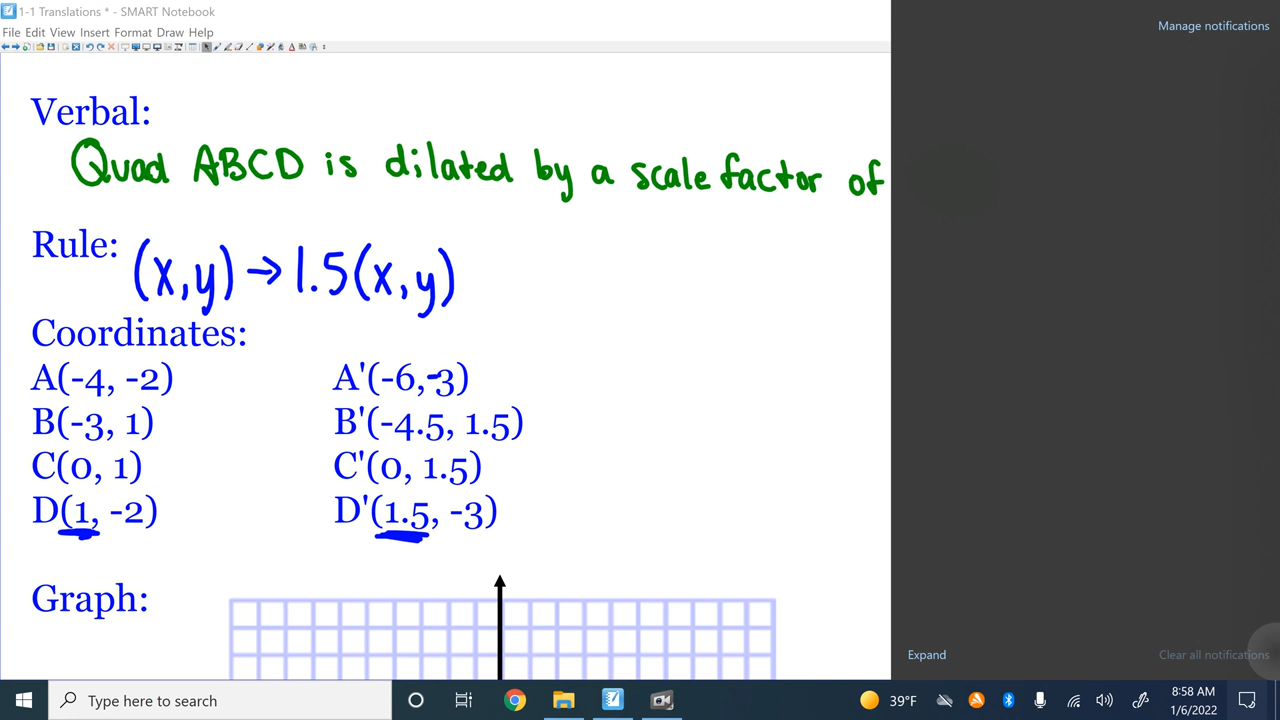 1-1 Translations * - SMART Notebook
Manage notifications
File Edit View Insert Format Draw Help
Verbal:
Quad ABCD is dilated by a scale factor of
Rule: (x,y)→1.5(x,y)
Coordinates:
A(-4, -2) A'(-6,-3)
B(-3, 1) B'(-4.5, 1.5)
C(0, 1) C'(0, 1.5)
D(1, -2) D'(1.5, -3)
Graph:
Expand Clear all notifications
Type here to search 39°F 8:58 AM
1/6/2022